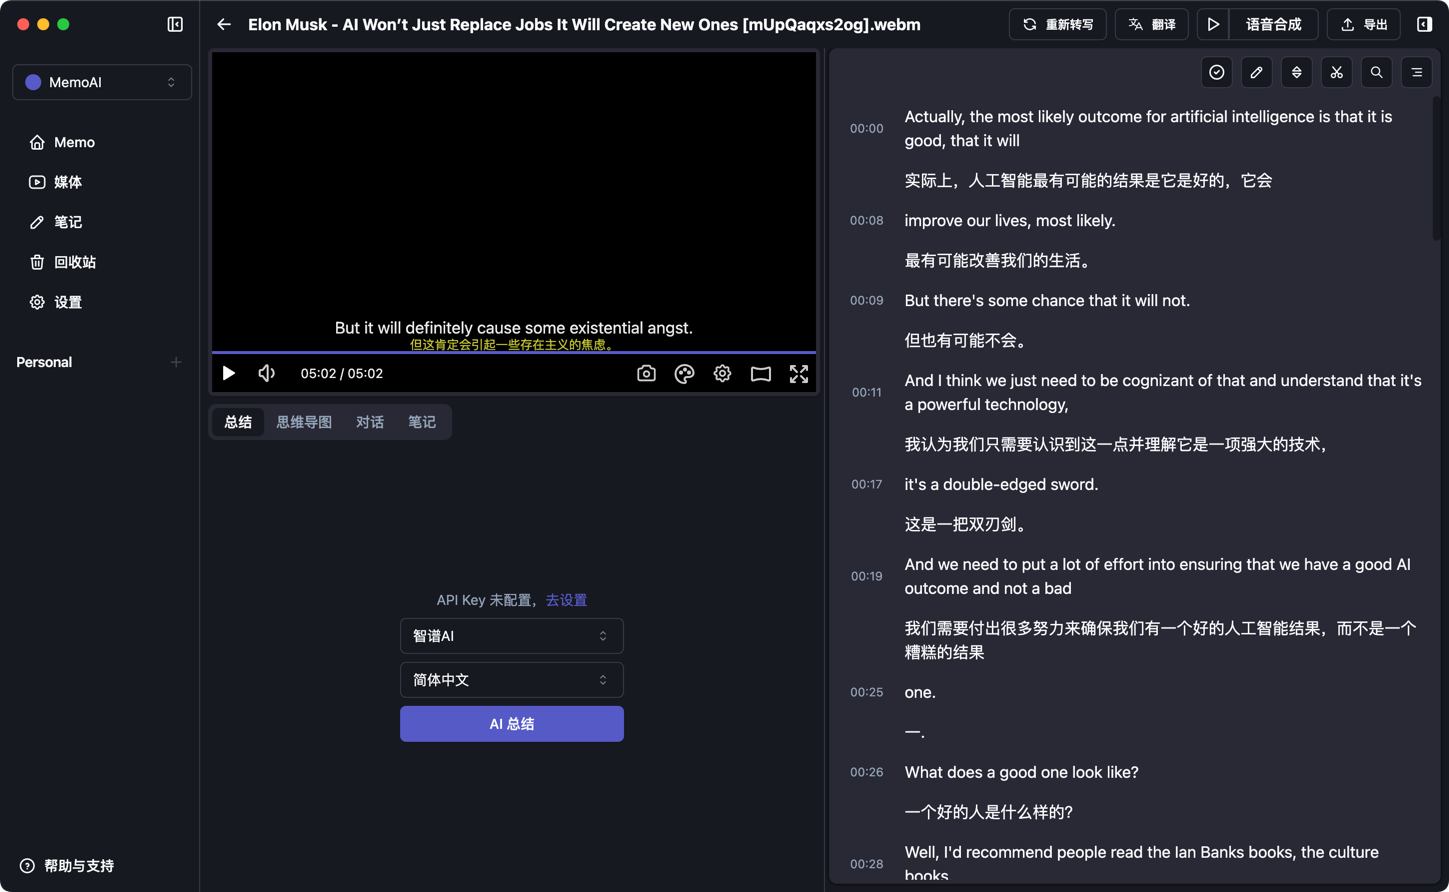 Elon Musk - AI Won’t Just Replace Jobs It Will Create New Ones [mUpQaqxs2og].webm
重新转写
翻译
语音合成
导出
MemoAI
Memo
媒体
笔记
回收站
设置
Personal
帮助与支持
But it will definitely cause some existential angst.
但这肯定会引起一些存在主义的焦虑。
05:02 / 05:02
总结
思维导图
对话
笔记
API Key 未配置，去设置
智谱AI
简体中文
AI 总结
00:00
Actually, the most likely outcome for artificial intelligence is that it is
good, that it will
实际上，人工智能最有可能的结果是它是好的，它会
00:08
improve our lives, most likely.
最有可能改善我们的生活。
00:09
But there's some chance that it will not.
但也有可能不会。
00:11
And I think we just need to be cognizant of that and understand that it's
a powerful technology,
我认为我们只需要认识到这一点并理解它是一项强大的技术，
00:17
it's a double-edged sword.
这是一把双刃剑。
00:19
And we need to put a lot of effort into ensuring that we have a good AI
outcome and not a bad
我们需要付出很多努力来确保我们有一个好的人工智能结果，而不是一个
糟糕的结果
00:25
one.
一.
00:26
What does a good one look like?
一个好的人是什么样的?
00:28
Well, I'd recommend people read the Ian Banks books, the culture
books